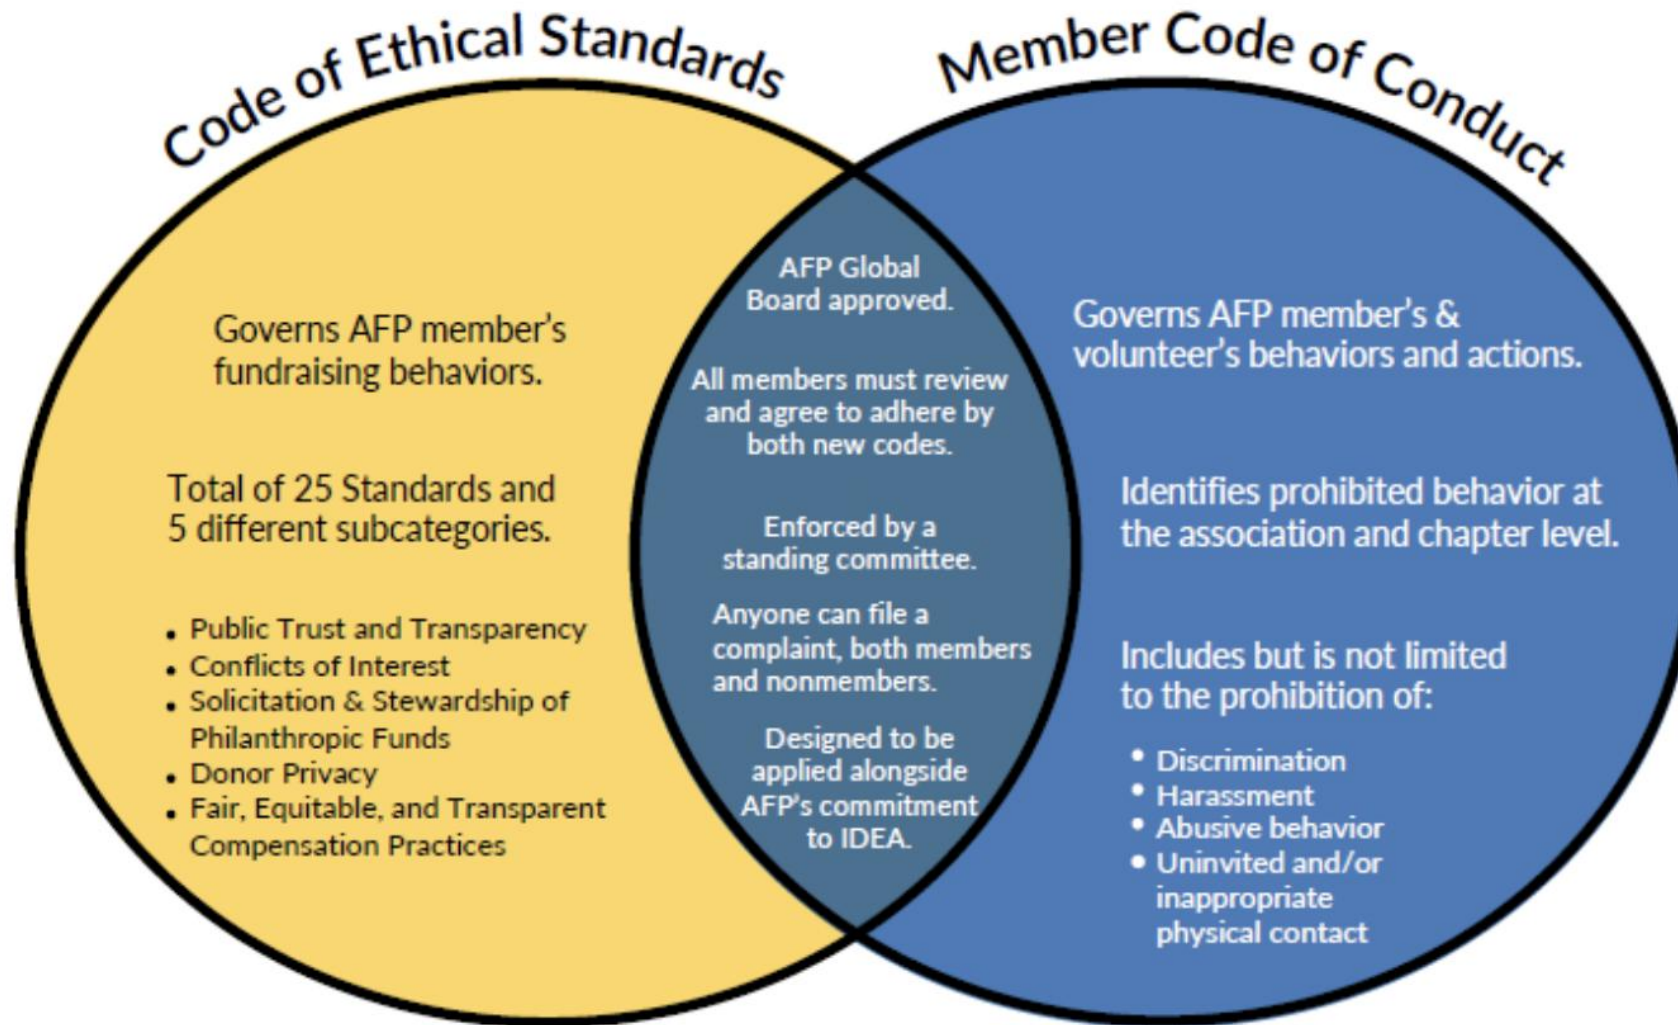 Code of Ethical Standards
Governs AFP member’s
fundraising behaviors.
Total of 25 Standards and
5 different subcategories.
• Public Trust and Transparency
• Conflicts of Interest
• Solicitation & Stewardship of
Philanthropic Funds
• Donor Privacy
• Fair, Equitable, and Transparent
Compensation Practices
AFP Global
Board approved.
All members must review
and agree to adhere by
both new codes.
Enforced by a
standing committee.
Anyone can file a
complaint, both members
and nonmembers.
Designed to be
applied alongside
AFP's commitment
to IDEA.
Member Code of Conduct
Governs AFP member’s &
volunteer’s behaviors and actions.
Identifies prohibited behavior at
the association and chapter level.
Includes but is not limited
to the prohibition of:
• Discrimination
• Harassment
• Abusive behavior
• Uninvited and/or
inappropriate
physical contact